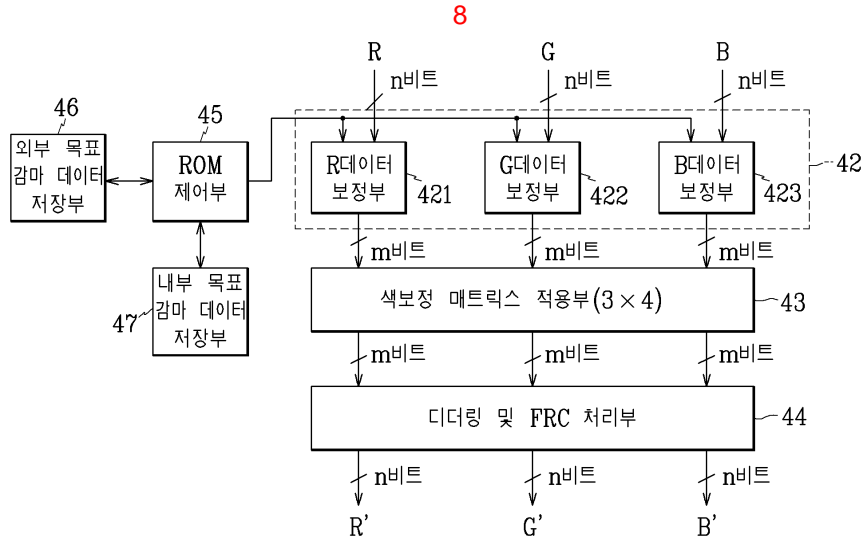 8
R G B
n비트 n비트 n비트
46
45
외부 목표
감마 데이터
저장부
ROM
제어부
R데이터
보정부
G데이터
보정부
B데이터
보정부
42
421
422
423
m비트 m비트 m비트
내부 목표
감마 데이터
저장부
47
색보정 매트릭스 적용부(3×4)
43
m비트 m비트 m비트
디더링 및 FRC 처리부
44
n비트 n비트 n비트
R' G' B'